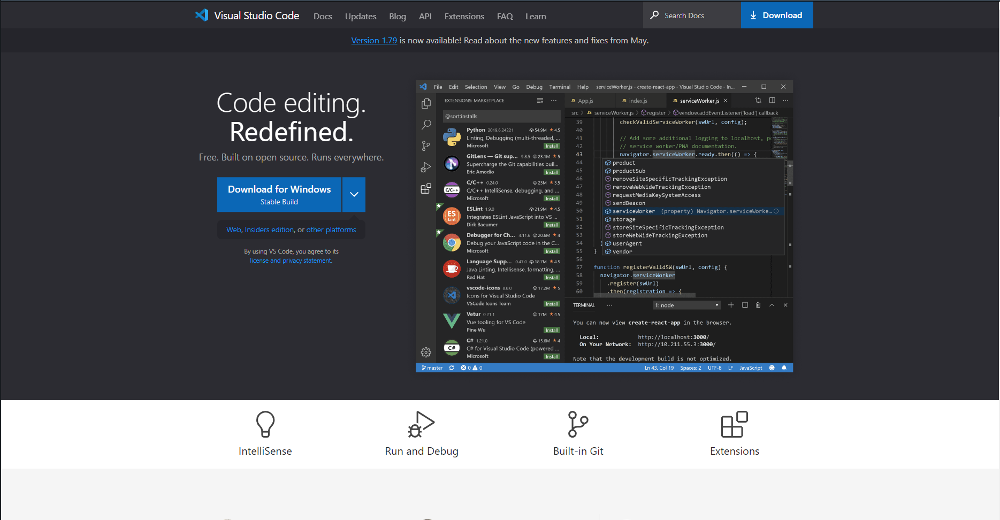 Visual Studio Code Docs Updates Blog API Extensions FAQ Learn Search Docs Download
Version 1.79 is now available! Read about the new features and fixes from May.
Code editing.
Redefined.
Free. Built on open source. Runs everywhere.
Download for Windows
Stable Build
Web, Insiders edition, or other platforms
By using VS Code, you agree to its
license and privacy statement.
File Edit Selection View Go Debug Terminal Help serviceWorker.js - create-react-app - Visual Studio Code - In...
EXTENSIONS: MARKETPLACE
@sort:installs
Python 2019.6.24221 54.9M 4.5
Linting, Debugging (multi-threaded, ...
Microsoft Install
GitLens — Git sup... 9.8.5 23.1M 5
Supercharge the Git capabilities buil...
Eric Amodio Install
C/C++
C/C++ 0.24.0 23M 3.5
C/C++ IntelliSense, debugging, and ...
Microsoft Install
ES
Lint
ESLint 1.9.0 21.9M 4.5
Integrates ESLint JavaScript into VS ...
Dirk Baeumer Install
Debugger for Ch... 4.11.6 20.6M 4
Debug your JavaScript code in the C...
Microsoft Install
Language Supp... 0.47.0 18.7M 4.5
Java Linting, Intellisense, formatting, ...
Red Hat Install
vscode-icons 8.8.0 17.2M 5
Icons for Visual Studio Code
VSCode Icons Team Install
Vetur 0.21.1 17M 4.5
Vue tooling for VS Code
Pine Wu Install
C#
C# 1.21.0 15.6M 4
C# for Visual Studio Code (powered ...
Microsoft Install
JS App.js JS index.js JS serviceWorker.js
src > JS serviceWorker.js > register > window.addEventListener('load') callback
39 checkValidServiceWorker(swUrl, config);
40
41 // Add some additional logging to localhost, po
42 // service worker/PWA documentation.
43 navigator.serviceWorker.ready.then(() => {
44 product
45 productSub
46 removeSiteSpecificTrackingException
47 removeWebWideTrackingException
48 requestMediaKeySystemAccess
49 sendBeacon
50 serviceWorker (property) Navigator.serviceWorke...
51 storage
52 storeSiteSpecificTrackingException
53 storeWebWideTrackingException
54 } userAgent
55 } vendor
56
57 function registerValidSW(swUrl, config) {
58 navigator.serviceWorker
59 .register(swUrl)
60 .then(registration => {
TERMINAL ... 1: node
You can now view create-react-app in the browser.
Local: http://localhost:3000/
On Your Network: http://10.211.55.3:3000/
Note that the development build is not optimized.
master 0 0 Ln 43, Col 19 Spaces: 2 UTF-8 LF JavaScript
IntelliSense
Run and Debug
Built-in Git
Extensions